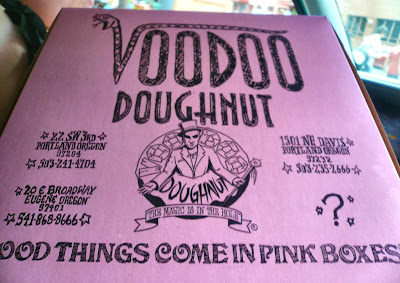 VOODOO
DOUGHNUT
22 SW 3rd
PORTLAND OREGON
97204
503-241-4704
1501 NE DAVIS
PORTLAND OREGON
97232
503-235-2666
DOUGHNUT
THE MAGIC IS IN THE HOLE
®
20 E BROADWAY
EUGENE OREGON
97401
541-868-8666
?
OOD THINGS COME IN PINK BOXES